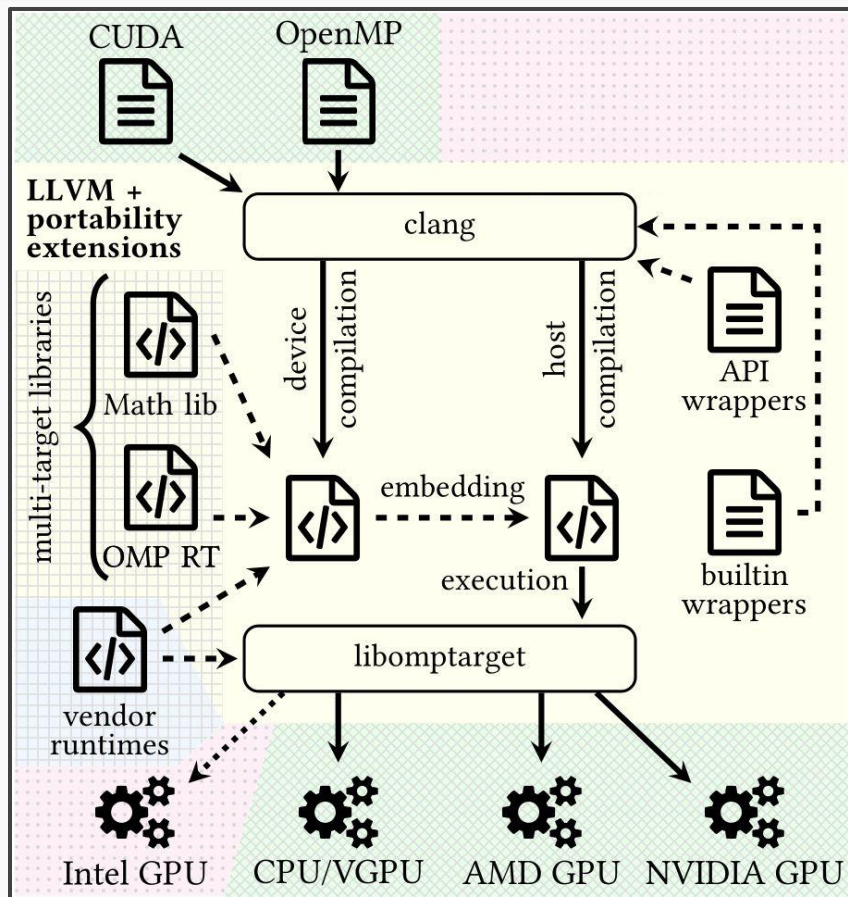 CUDA
OpenMP
LLVM +
portability
extensions
clang
multi-target libraries
Math lib
OMP RT
device
compilation
host
compilation
API
wrappers
embedding
builtin
wrappers
execution
libomptarget
vendor
runtimes
Intel GPU
CPU/VGPU
AMD GPU
NVIDIA GPU